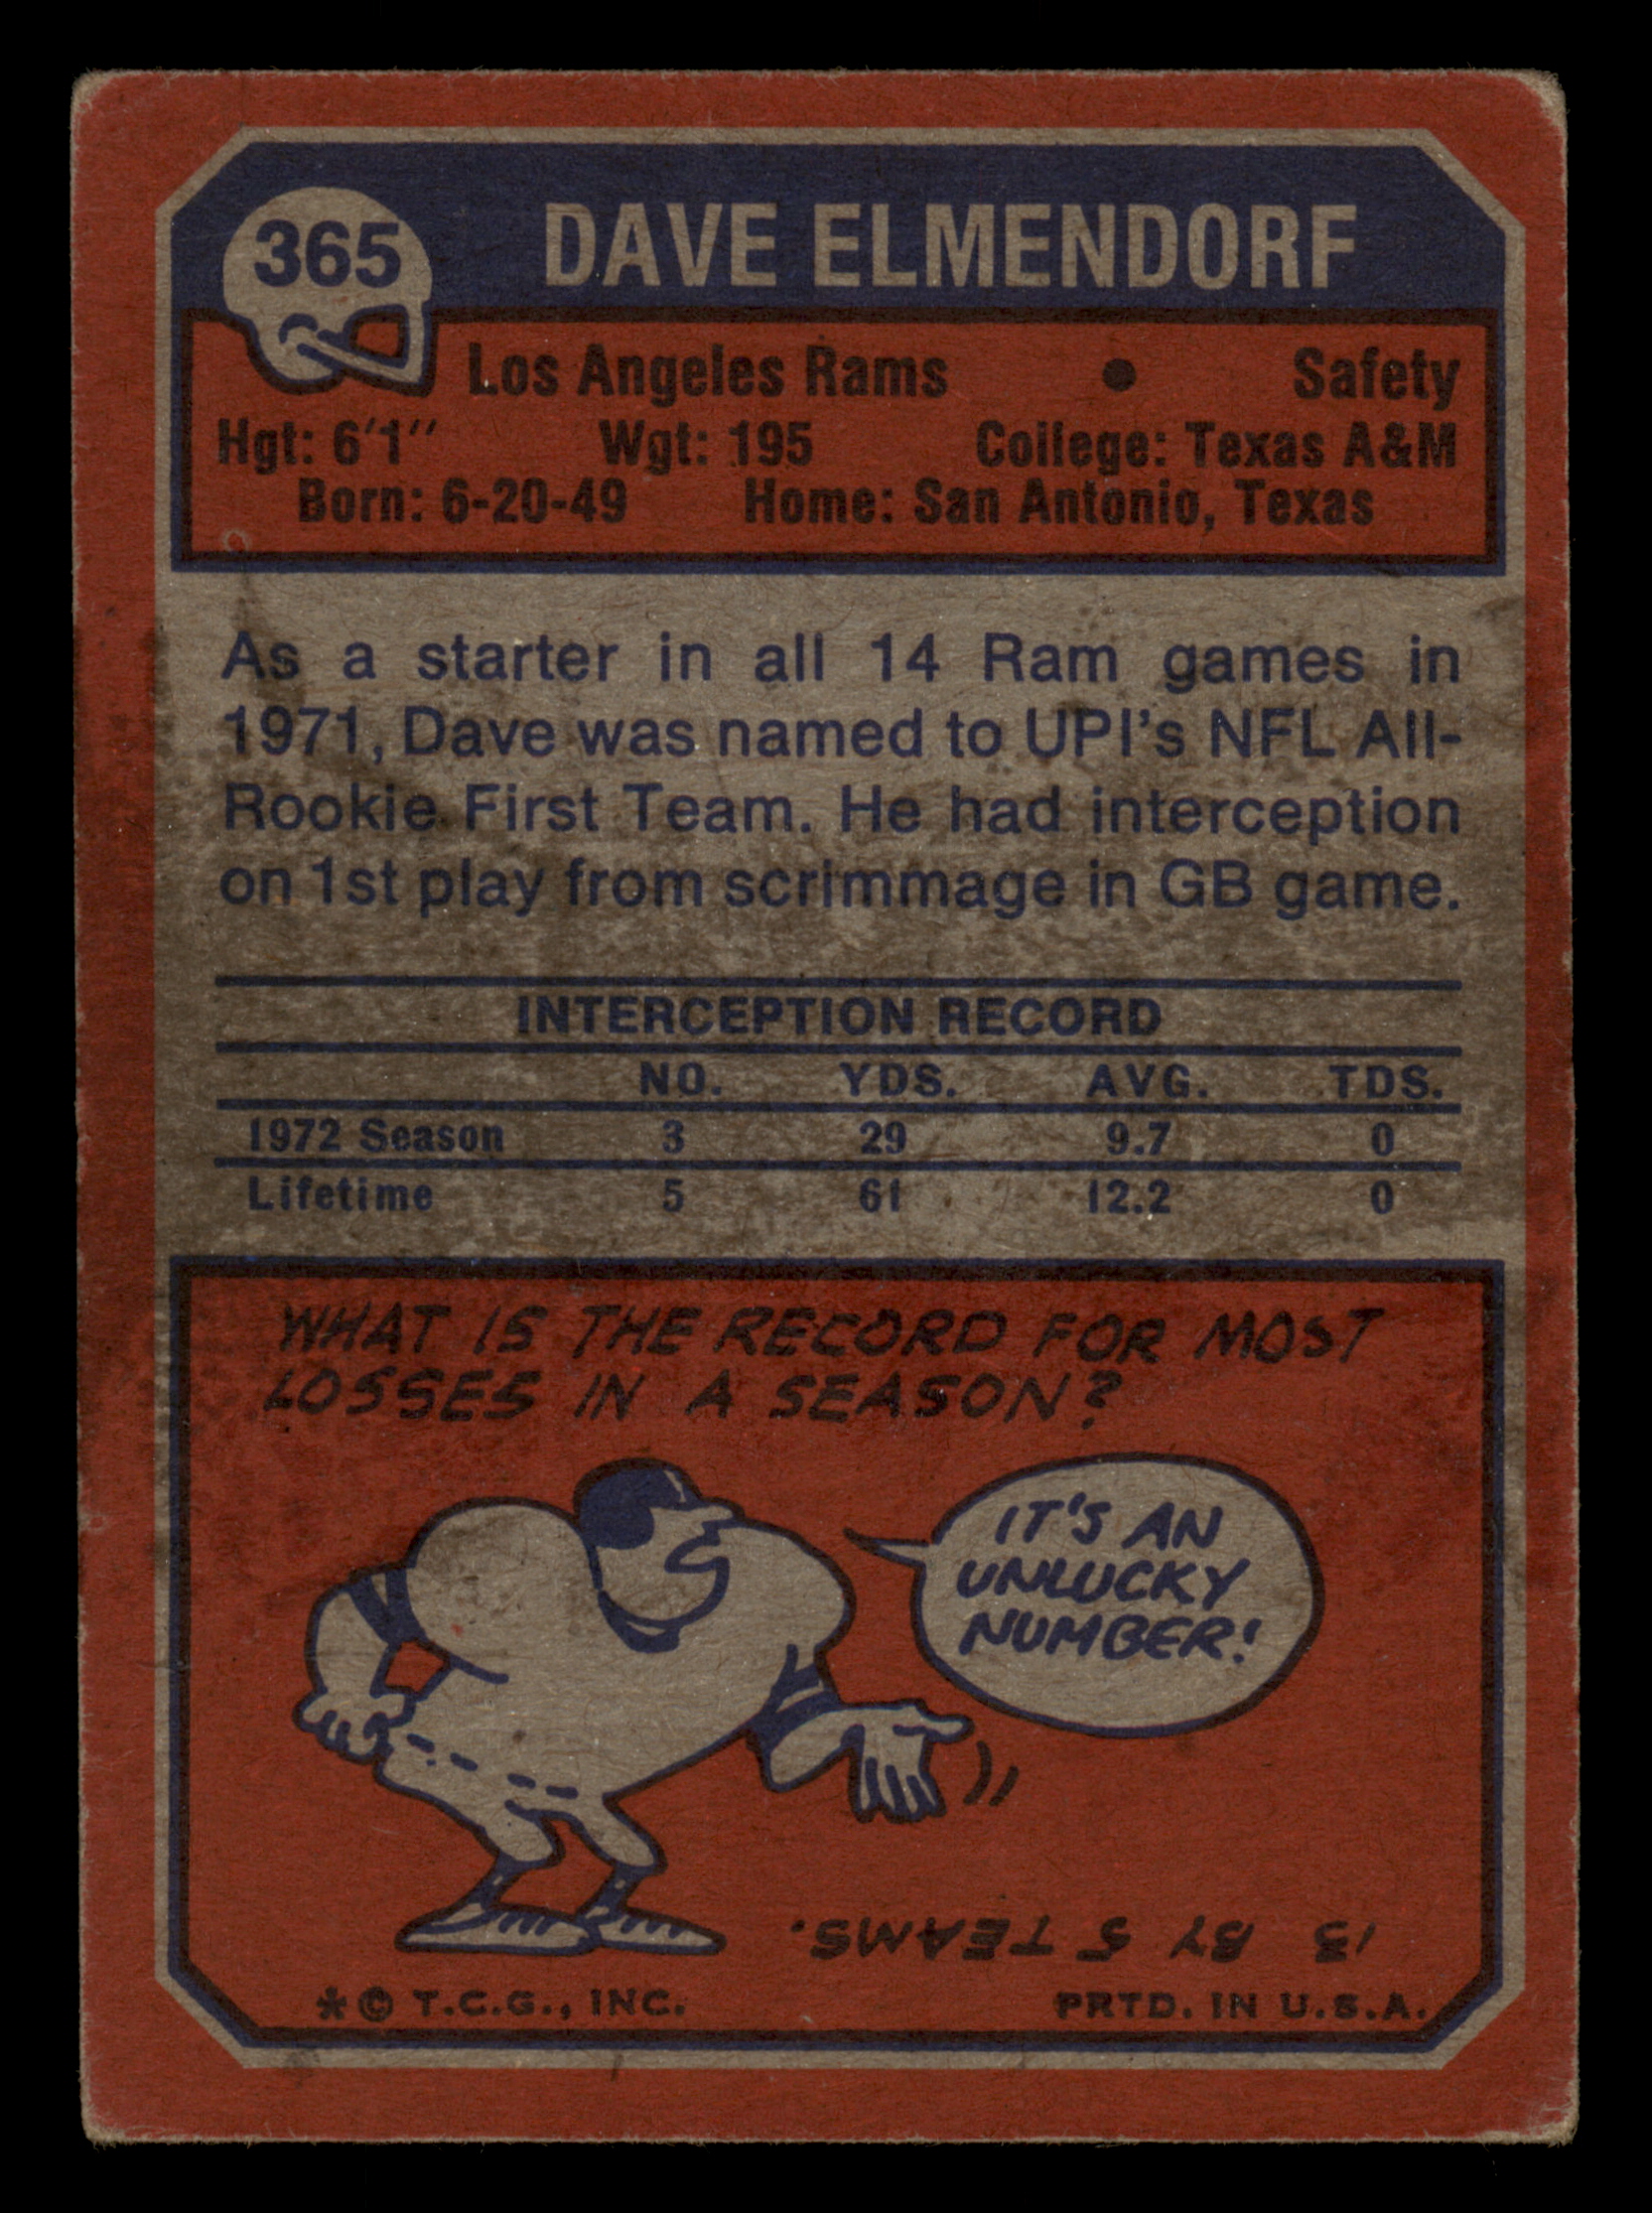 365
DAVE ELMENDORF
Los Angeles Rams • Safety
Hgt: 6'1" Wgt: 195 College: Texas A&M
Born: 6-20-49 Home: San Antonio, Texas
As a starter in all 14 Ram games in
1971, Dave was named to UPI's NFL All-
Rookie First Team. He had interception
on 1st play from scrimmage in GB game.
INTERCEPTION RECORD
NO. YDS. AVG. TDS.
1972 Season 3 29 9.7 0
Lifetime 5 61 12.2 0
WHAT IS THE RECORD FOR MOST
LOSSES IN A SEASON?
IT'S AN
UNLUCKY
NUMBER!
13 BY 5 TEAMS.
*© T.C.G., INC. PRTD. IN U.S.A.